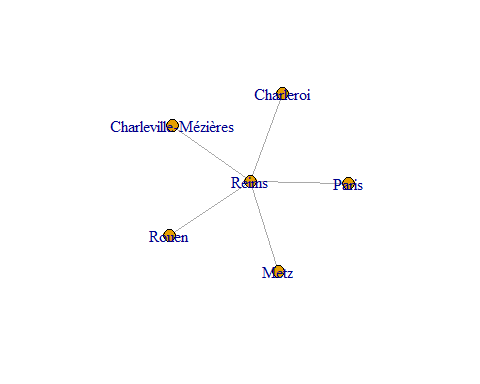 Charleroi
Charleville-Mézières
Reims
Paris
Rouen
Metz